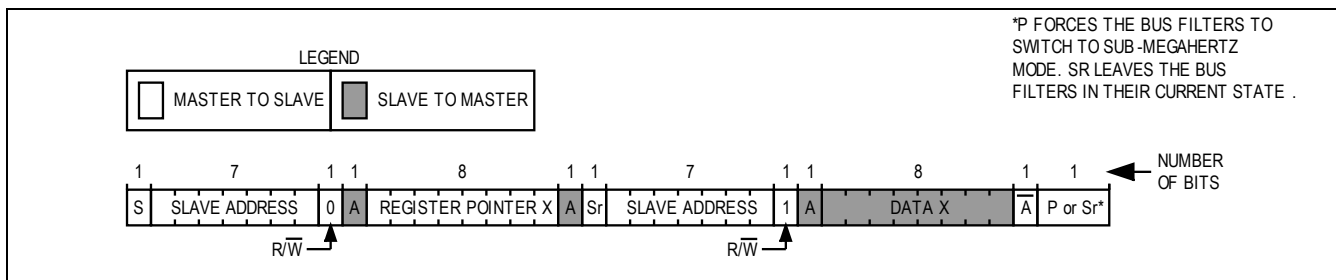 *P FORCES THE BUS FILTERS TO
SWITCH TO SUB-MEGAHERTZ
MODE. SR LEAVES THE BUS
FILTERS IN THEIR CURRENT STATE .
LEGEND
MASTER TO SLAVE SLAVE TO MASTER
1 7 1 1 8 1 1 7 1 1 8 1 1 NUMBER
OF BITS
S SLAVE ADDRESS 0 A REGISTER POINTER X A Sr SLAVE ADDRESS 1 A DATA X A̅ P or Sr*
R/W̅ R/W̅